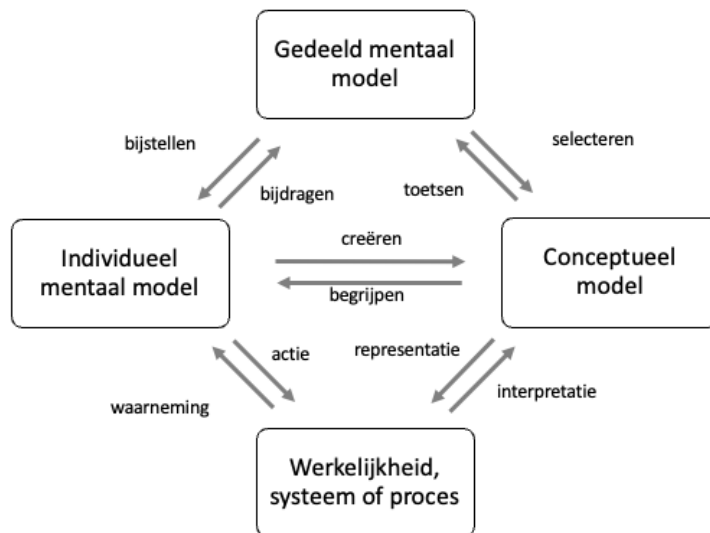 Gedeeld mentaal
model
bijstellen
selecteren
bijdragen
toetsen
Individueel
mentaal model
creëren
begrijpen
Conceptueel
model
actie
representatie
waarneming
interpretatie
Werkelijkheid,
systeem of proces